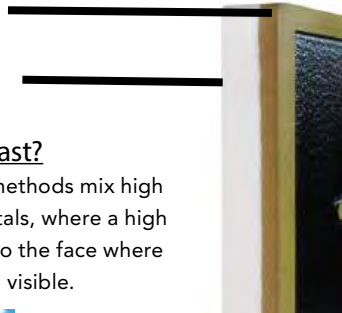 ast?
methods mix high
tals, where a high
o the face where
visible.